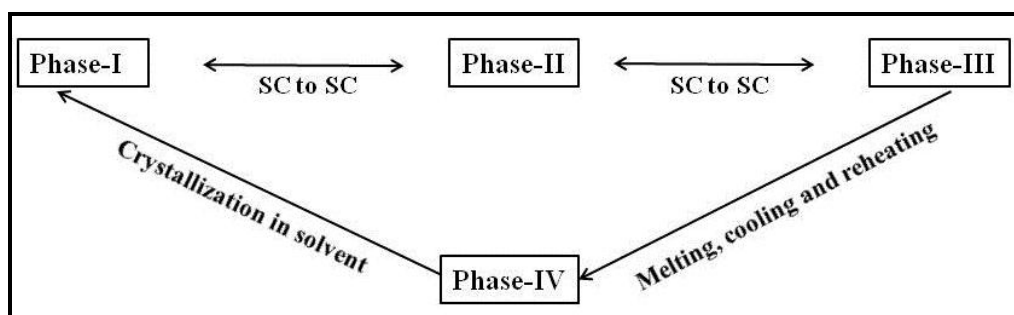 Phase-I
Phase-II
Phase-III
SC to SC
SC to SC
Crystallization in solvent
Melting, cooling and reheating
Phase-IV